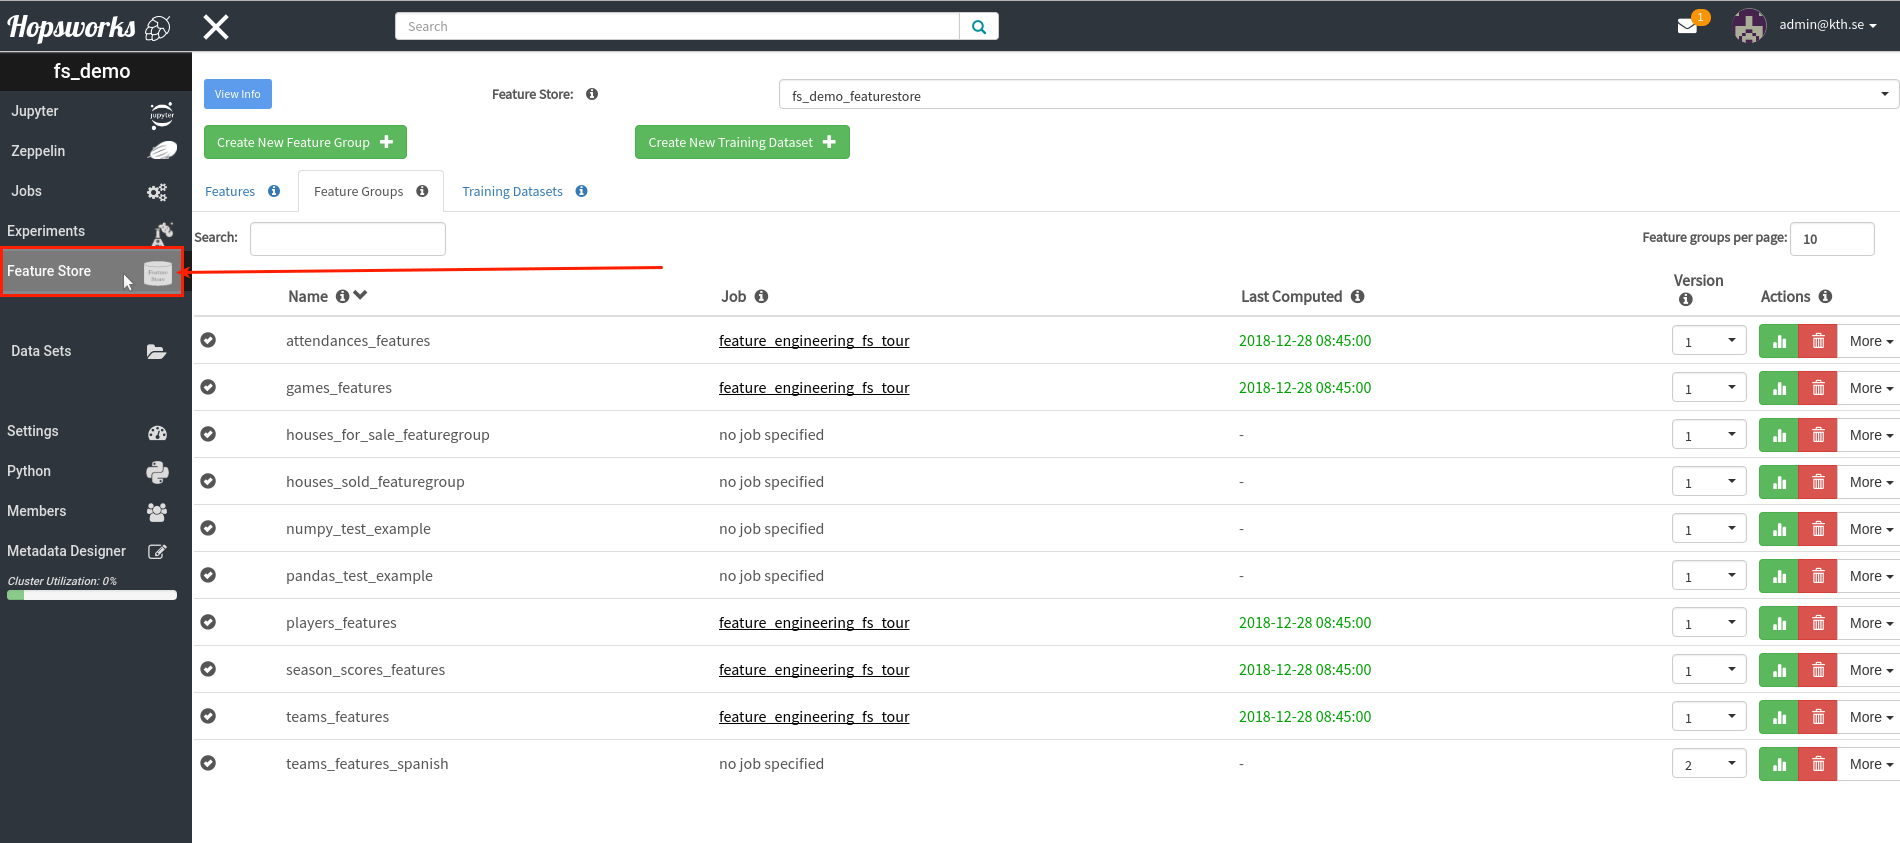 Hopsworks
Search
1
admin@kth.se
fs_demo
Jupyter
jupyter
Zeppelin
Jobs
Experiments
Feature Store
Feature
Store
Data Sets
Settings
Python
Members
Metadata Designer
Cluster Utilization: 0%
View Info
Feature Store:
fs_demo_featurestore
Create New Feature Group
Create New Training Dataset
Features
Feature Groups
Training Datasets
Search:
Feature groups per page: 10
Name Job Last Computed Version Actions
attendances_features feature_engineering_fs_tour 2018-12-28 08:45:00 1 More
games_features feature_engineering_fs_tour 2018-12-28 08:45:00 1 More
houses_for_sale_featuregroup no job specified - 1 More
houses_sold_featuregroup no job specified - 1 More
numpy_test_example no job specified - 1 More
pandas_test_example no job specified - 1 More
players_features feature_engineering_fs_tour 2018-12-28 08:45:00 1 More
season_scores_features feature_engineering_fs_tour 2018-12-28 08:45:00 1 More
teams_features feature_engineering_fs_tour 2018-12-28 08:45:00 1 More
teams_features_spanish no job specified - 2 More